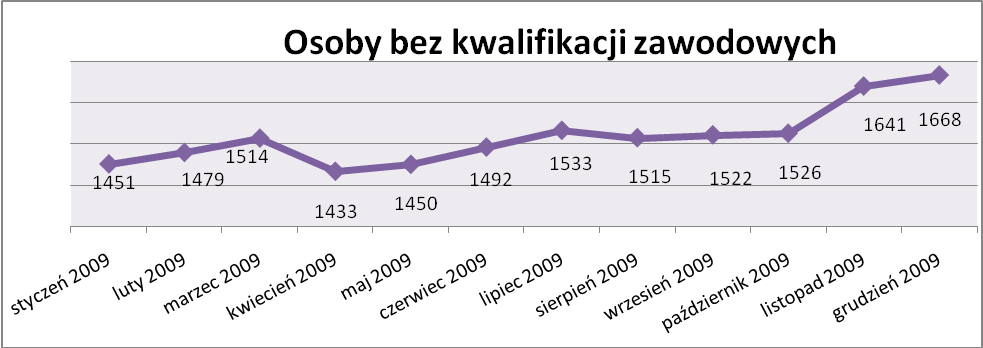 Osoby bez kwalifikacji zawodowych
1451
1479
1514
1433
1450
1492
1533
1515
1522
1526
1641
1668
styczeń 2009
luty 2009
marzec 2009
kwiecień 2009
maj 2009
czerwiec 2009
lipiec 2009
sierpień 2009
wrzesień 2009
październik 2009
listopad 2009
grudzień 2009